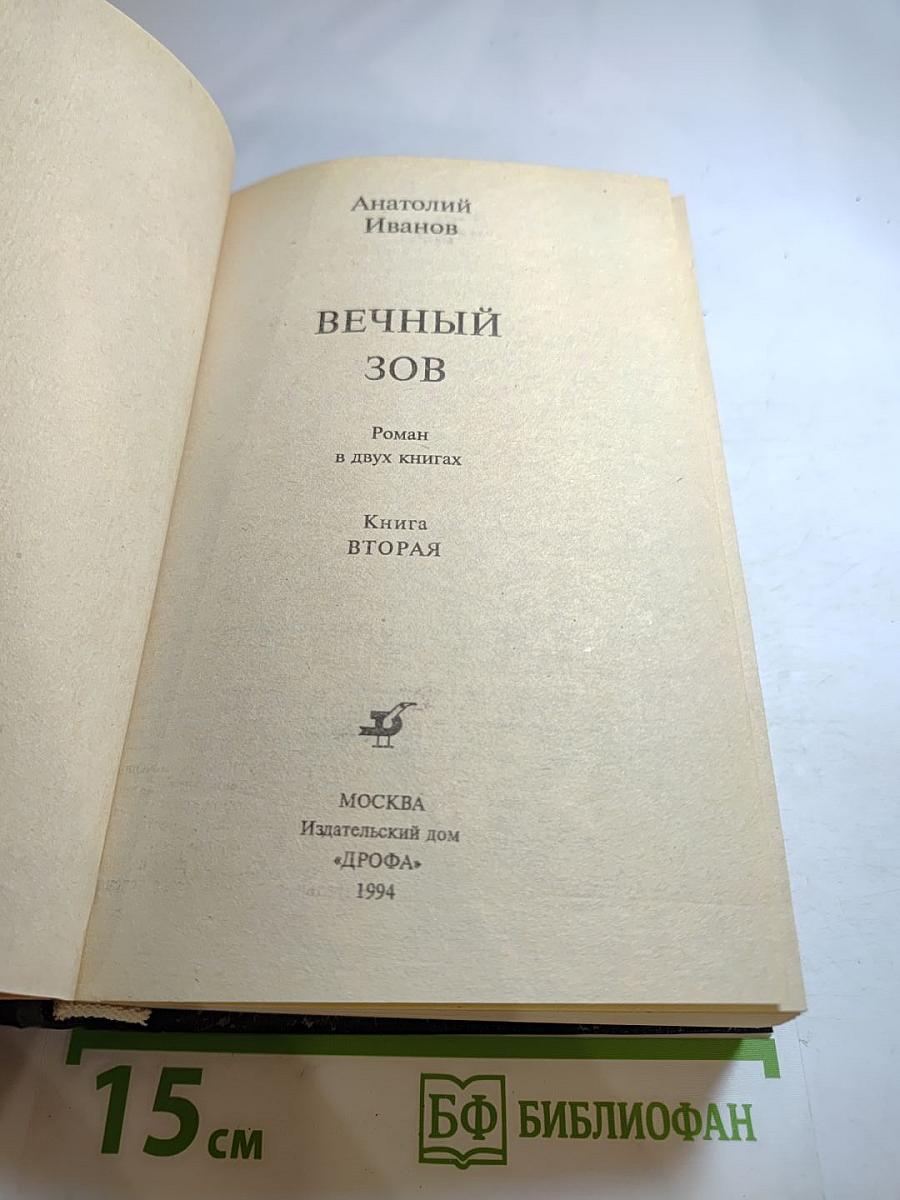 Анатолий
Иванов
ВЕЧНЫЙ
ЗОВ
Роман
в двух книгах
Книга
ВТОРАЯ
МОСКВА
Издательский дом
«ДРОФА»
1994
15 см
БФ БИБЛИОФАН